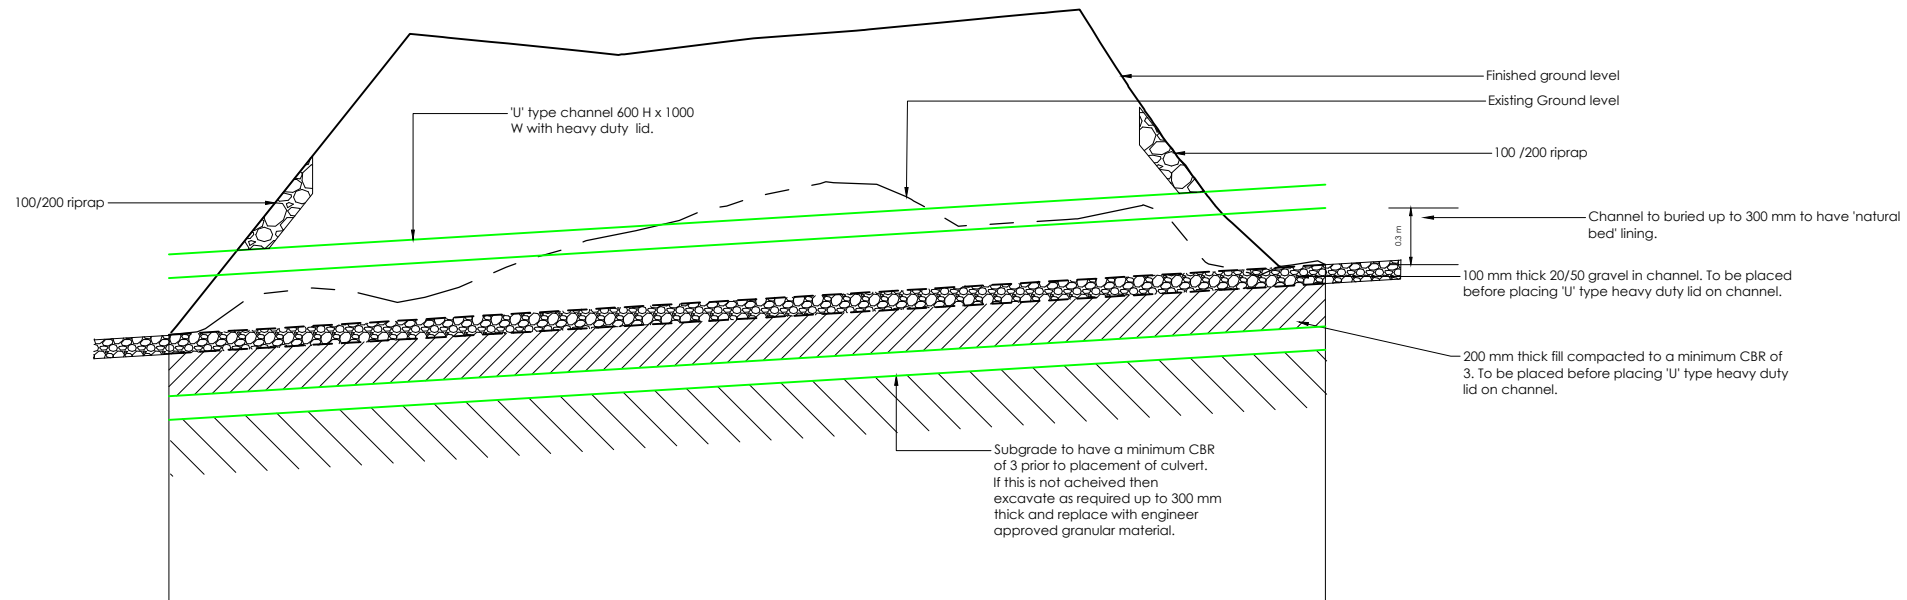 Finished ground level
Existing Ground level
'U' type channel 600 H x 1000
W with heavy duty lid.
100 /200 riprap
100/200 riprap
Channel to buried up to 300 mm to have 'natural
bed' lining.
0.3 m
100 mm thick 20/50 gravel in channel. To be placed
before placing 'U' type heavy duty lid on channel.
200 mm thick fill compacted to a minimum CBR of
3. To be placed before placing 'U' type heavy duty
lid on channel.
Subgrade to have a minimum CBR
of 3 prior to placement of culvert.
If this is not acheived then
excavate as required up to 300 mm
thick and replace with engineer
approved granular material.